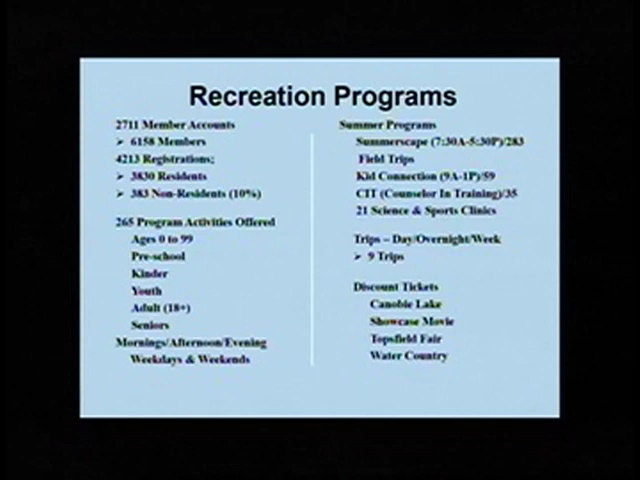 Recreation Programs
2711 Member Accounts
➢ 6158 Members
4213 Registrations;
➢ 3830 Residents
➢ 383 Non-Residents (10%)
265 Program Activities Offered
Ages 0 to 99
Pre-school
Kinder
Youth
Adult (18+)
Seniors
Mornings/Afternoon/Evening
Weekdays & Weekends
Summer Programs
Summerscape (7:30A-5:30P)/283
Field Trips
Kid Connection (9A-1P)/59
CIT (Counselor In Training)/35
21 Science & Sports Clinics
Trips – Day/Overnight/Week
➢ 9 Trips
Discount Tickets
Canobie Lake
Showcase Movie
Topsfield Fair
Water Country